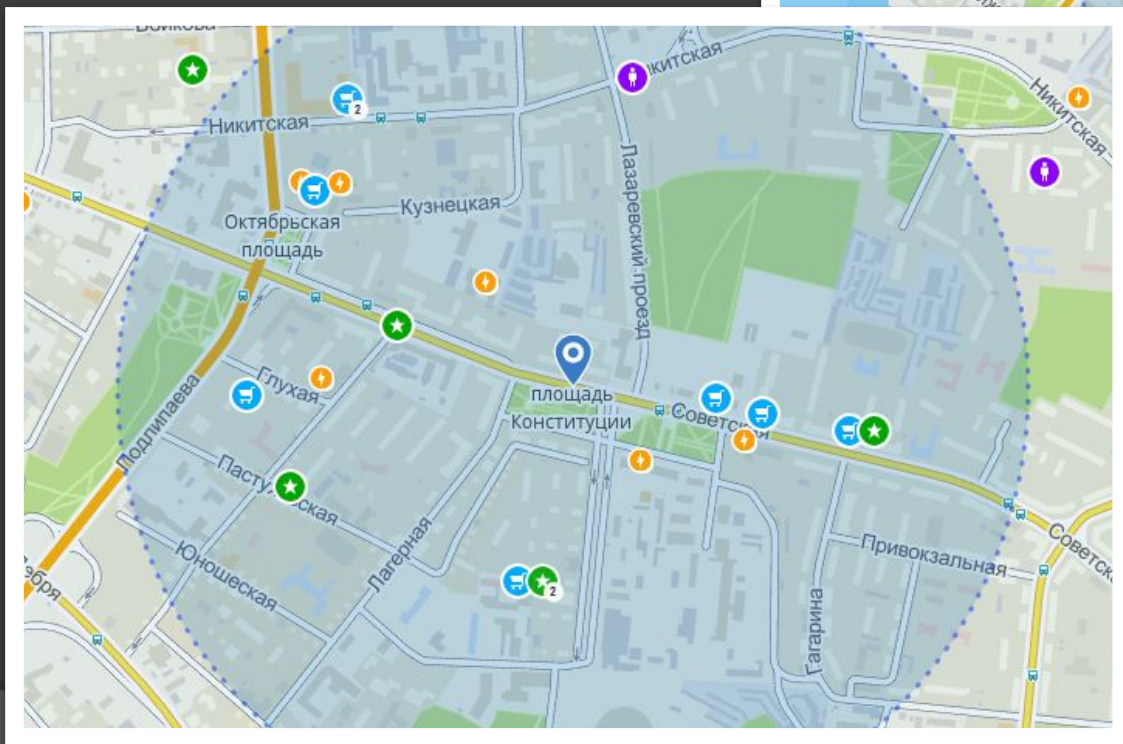 Войкова
Никитская
2
Никитская
Никитская
Кузнецкая
Октябрьская
площадь
Лазаревский проезд
площадь
Конституции
Глухая
Советская
Подлипаева
Пастуховская
Юношеская
Лагерная
2
Привокзальная
Гагарина